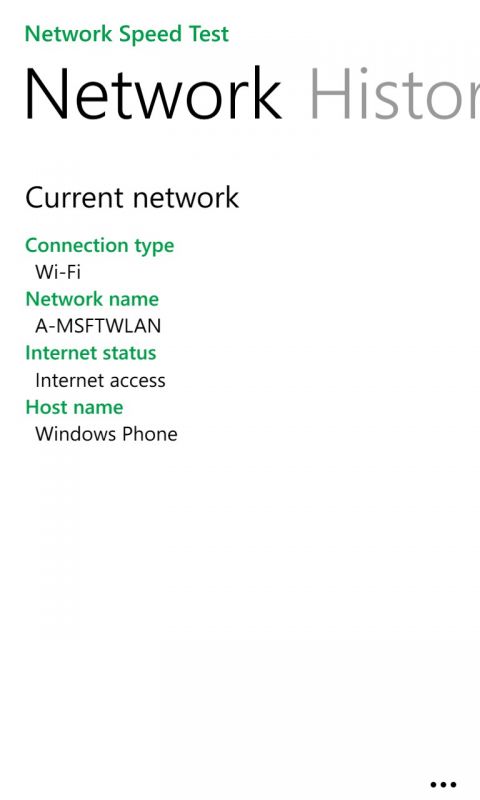 Network Speed Test
Network Histor
Current network
Connection type
Wi-Fi
Network name
A-MSFTWLAN
Internet status
Internet access
Host name
Windows Phone